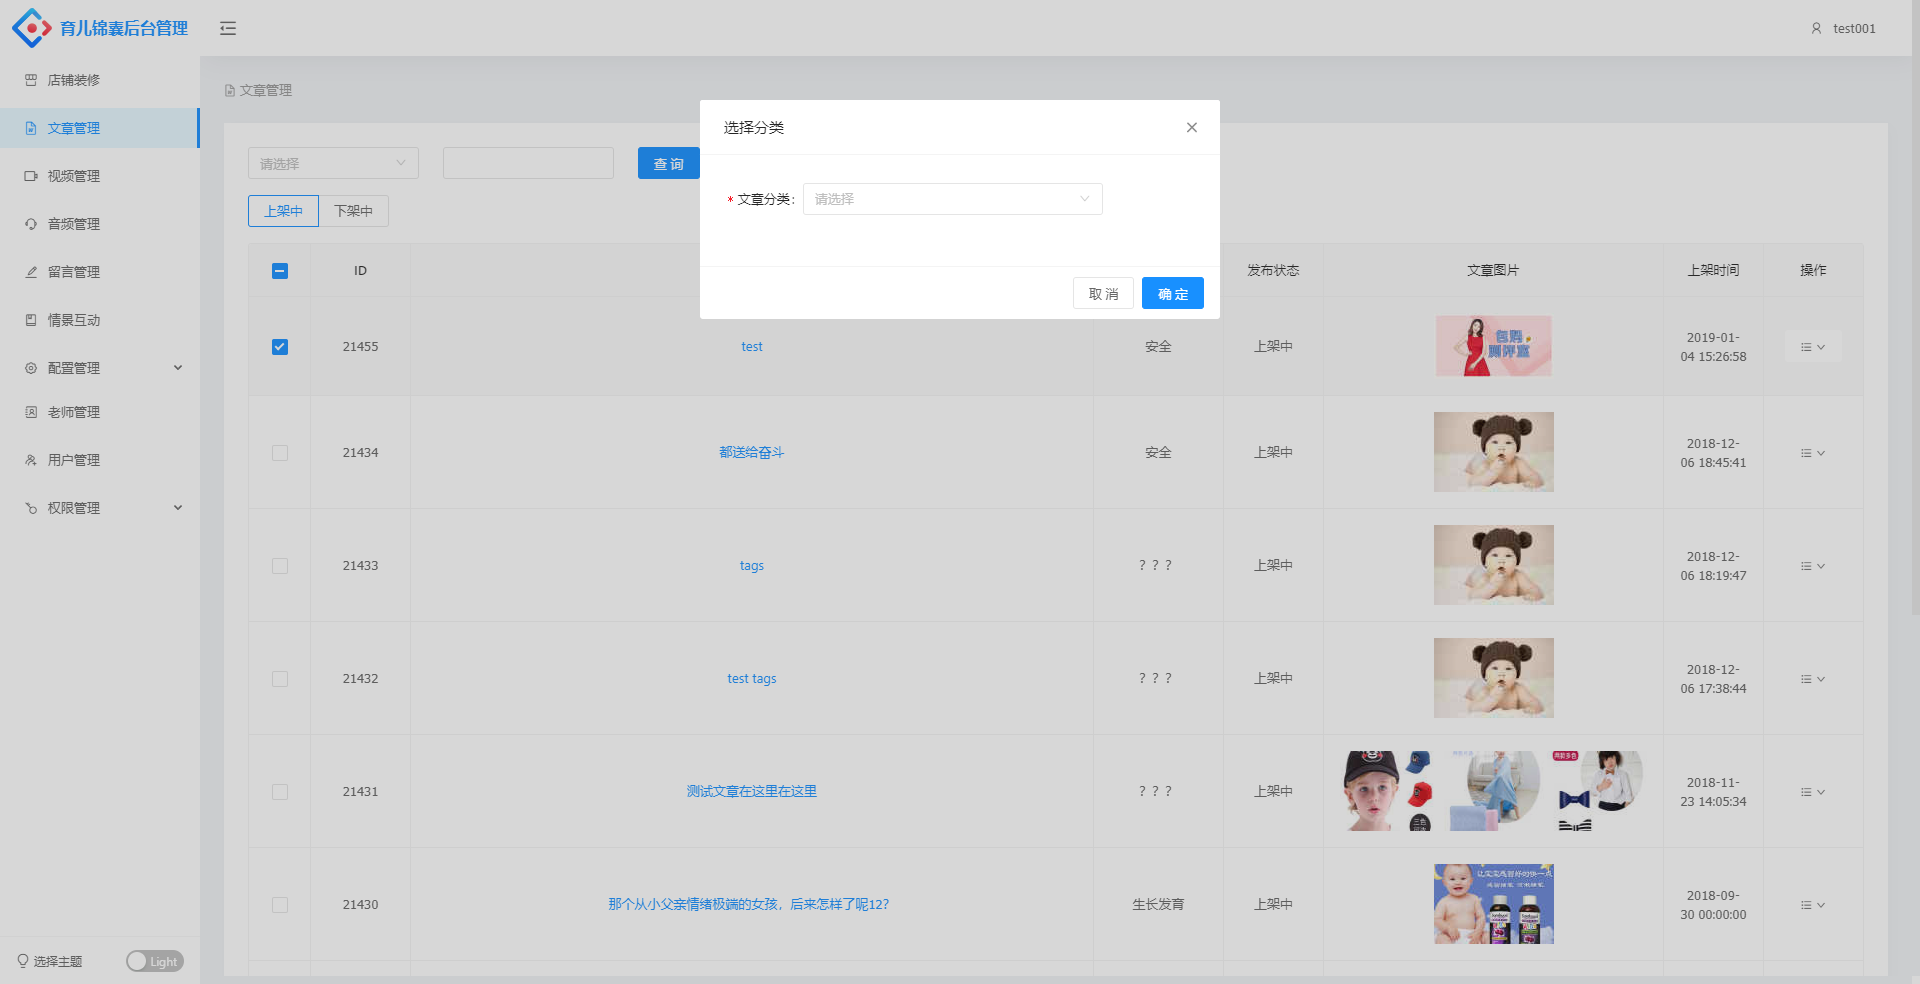 育儿锦囊后台管理
test001
店铺装修
文章管理
视频管理
音频管理
留言管理
情景互动
配置管理
老师管理
用户管理
权限管理
选择主题
Light
文章管理
请选择
查 询
上架中
下架中
选择分类
* 文章分类:
请选择
取 消
确 定
ID
发布状态
文章图片
上架时间
操作
21455
test
安全
上架中
包妈
测评室
2019-01-
04 15:26:58
21434
都送给奋斗
安全
上架中
2018-12-
06 18:45:41
21433
tags
？？？
上架中
2018-12-
06 18:19:47
21432
test tags
？？？
上架中
2018-12-
06 17:38:44
21431
测试文章在这里在这里
？？？
上架中
三色
2018-11-
23 14:05:34
21430
那个从小父亲情绪极端的女孩，后来怎样了呢12?
生长发育
上架中
2018-09-
30 00:00:00